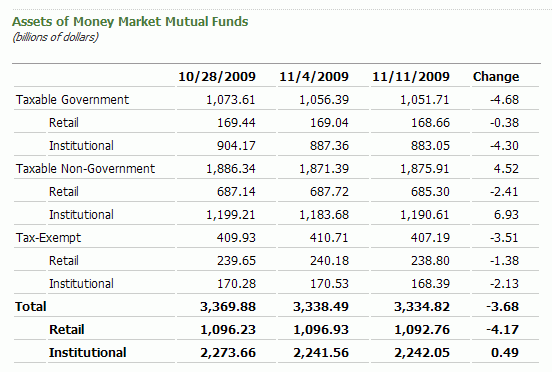 Assets of Money Market Mutual Funds
(billions of dollars)
10/28/2009 11/4/2009 11/11/2009 Change
Taxable Government 1,073.61 1,056.39 1,051.71 -4.68
Retail 169.44 169.04 168.66 -0.38
Institutional 904.17 887.36 883.05 -4.30
Taxable Non-Government 1,886.34 1,871.39 1,875.91 4.52
Retail 687.14 687.72 685.30 -2.41
Institutional 1,199.21 1,183.68 1,190.61 6.93
Tax-Exempt 409.93 410.71 407.19 -3.51
Retail 239.65 240.18 238.80 -1.38
Institutional 170.28 170.53 168.39 -2.13
Total 3,369.88 3,338.49 3,334.82 -3.68
Retail 1,096.23 1,096.93 1,092.76 -4.17
Institutional 2,273.66 2,241.56 2,242.05 0.49